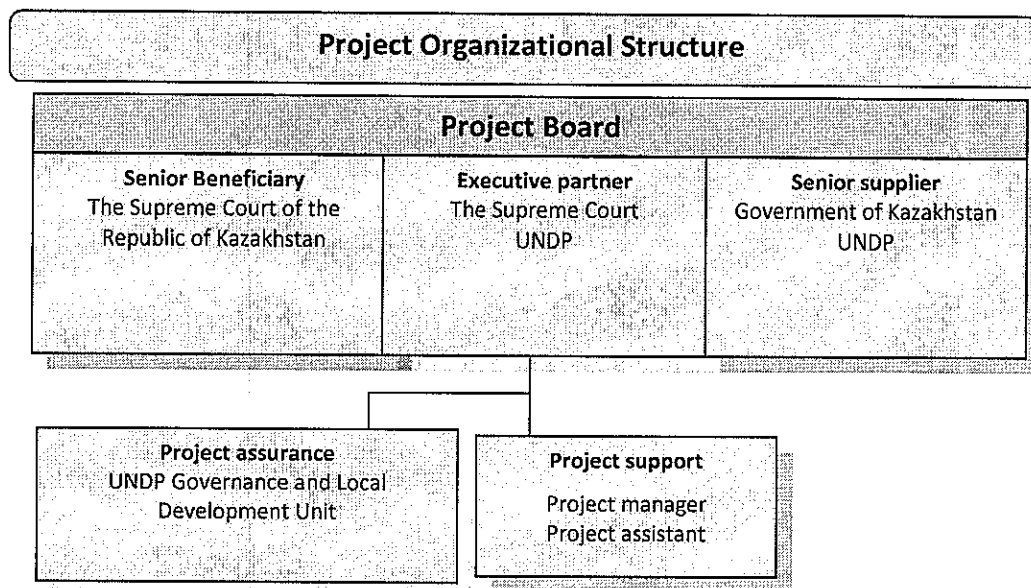 Project Organizational Structure
Project Board
Senior Beneficiary
The Supreme Court of the
Republic of Kazakhstan
Executive partner
The Supreme Court
UNDP
Senior supplier
Government of Kazakhstan
UNDP
Project assurance
UNDP Governance and Local
Development Unit
Project support
Project manager
Project assistant